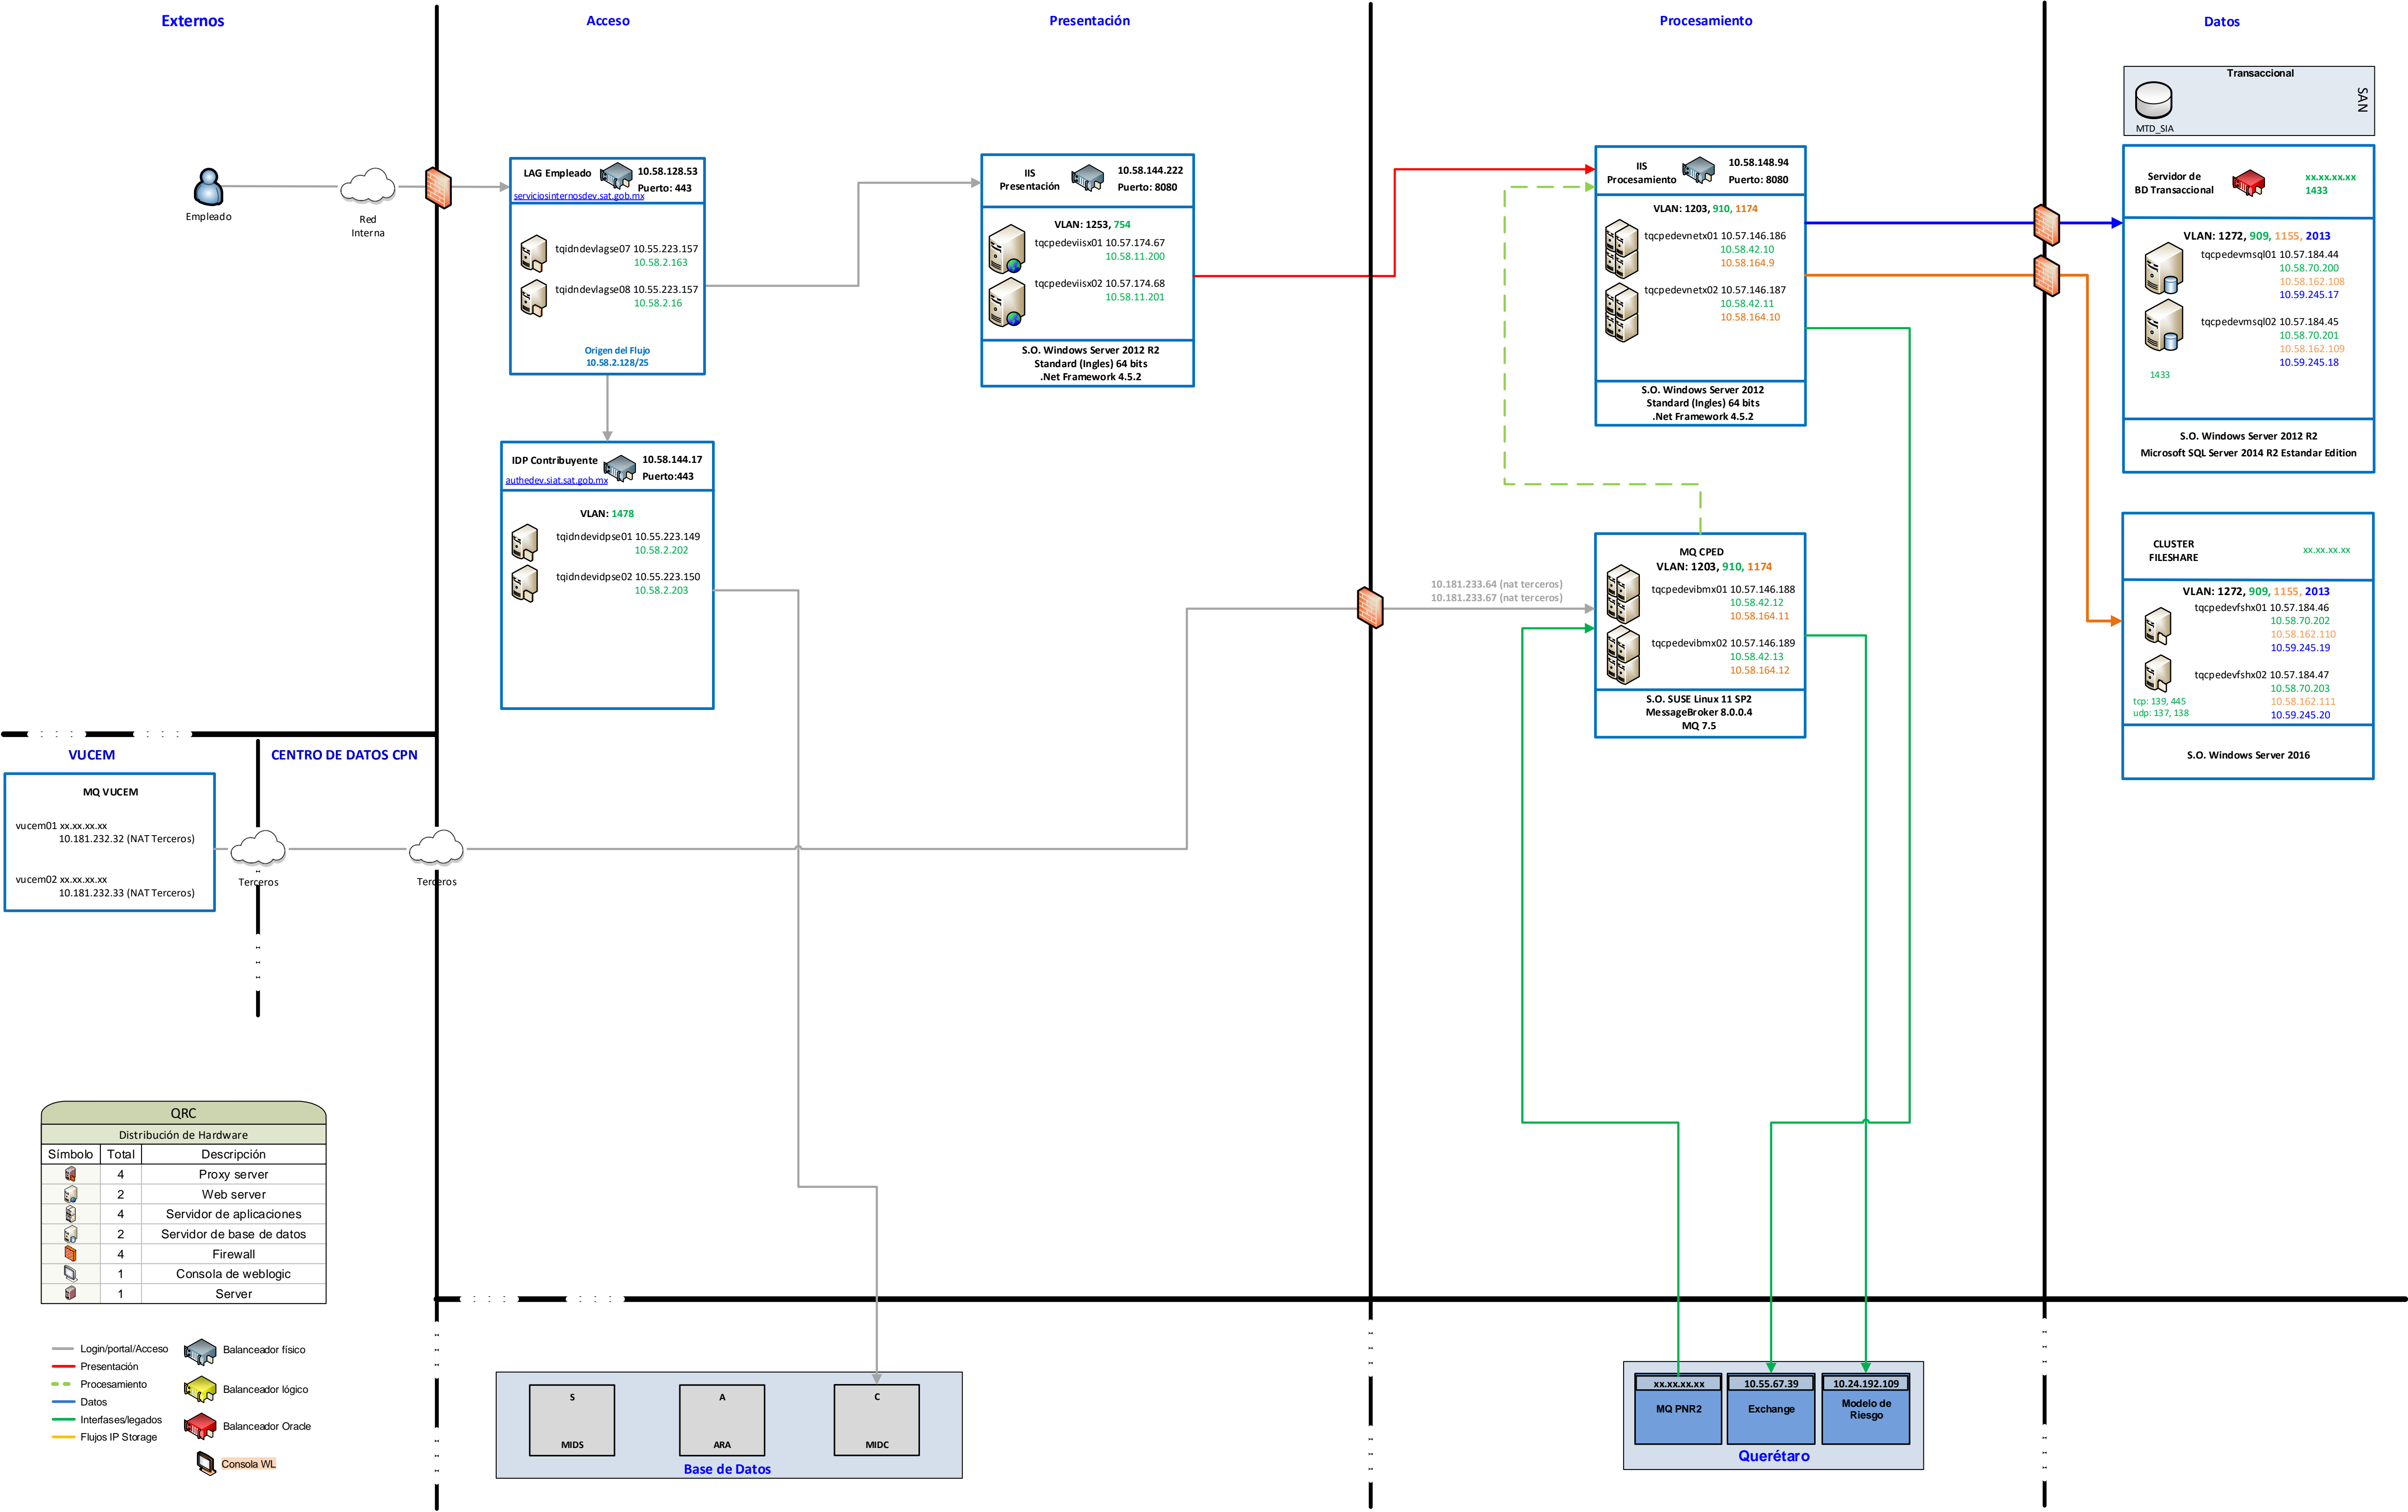 Externos
Acceso
Presentación
Procesamiento
Datos
Empleado
Red
Interna
LAG Empleado
10.58.128.53
Puerto: 443
serviciosinternosdev.sat.gob.mx
tqidndevlagse07 10.55.223.157
10.58.2.163
tqidndevlagse08 10.55.223.157
10.58.2.16
Origen del Flujo
10.58.2.128/25
IDP Contribuyente
10.58.144.17
Puerto:443
authedev.siat.sat.gob.mx
VLAN: 1478
tqidndevidpse01 10.55.223.149
10.58.2.202
tqidndevidpse02 10.55.223.150
10.58.2.203
IIS
Presentación
10.58.144.222
Puerto: 8080
VLAN: 1253, 754
tqcpedeviisx01 10.57.174.67
10.58.11.200
tqcpedeviisx02 10.57.174.68
10.58.11.201
S.O. Windows Server 2012 R2
Standard (Ingles) 64 bits
.Net Framework 4.5.2
IIS
Procesamiento
10.58.148.94
Puerto: 8080
VLAN: 1203, 910, 1174
tqcpedevnetx01 10.57.146.186
10.58.42.10
10.58.164.9
tqcpedevnetx02 10.57.146.187
10.58.42.11
10.58.164.10
S.O. Windows Server 2012
Standard (Ingles) 64 bits
.Net Framework 4.5.2
10.181.233.64 (nat terceros)
10.181.233.67 (nat terceros)
MQ CPED
VLAN: 1203, 910, 1174
tqcpedevibmx01 10.57.146.188
10.58.42.12
10.58.164.11
tqcpedevibmx02 10.57.146.189
10.58.42.13
10.58.164.12
S.O. SUSE Linux 11 SP2
MessageBroker 8.0.0.4
MQ 7.5
Transaccional
SAN
MTD_SIA
Servidor de
BD Transaccional
xx.xx.xx.xx
1433
VLAN: 1272, 909, 1155, 2013
tqcpedevmsql01 10.57.184.44
10.58.70.200
10.58.162.108
10.59.245.17
tqcpedevmsql02 10.57.184.45
10.58.70.201
10.58.162.109
10.59.245.18
1433
S.O. Windows Server 2012 R2
Microsoft SQL Server 2014 R2 Estandar Edition
CLUSTER
FILESHARE
xx.xx.xx.xx
VLAN: 1272, 909, 1155, 2013
tqcpedevfshx01 10.57.184.46
10.58.70.202
10.58.162.110
10.59.245.19
tqcpedevfshx02 10.57.184.47
10.58.70.203
10.58.162.111
10.59.245.20
tcp: 139, 445
udp: 137, 138
S.O. Windows Server 2016
VUCEM
CENTRO DE DATOS CPN
MQ VUCEM
vucem01 xx.xx.xx.xx
10.181.232.32 (NAT Terceros)
vucem02 xx.xx.xx.xx
10.181.232.33 (NAT Terceros)
Terceros
Terceros
QRC
Distribución de Hardware
Símbolo Total Descripción
4 Proxy server
2 Web server
4 Servidor de aplicaciones
2 Servidor de base de datos
4 Firewall
1 Consola de weblogic
1 Server
Login/portal/Acceso
Presentación
Procesamiento
Datos
Interfases/legados
Flujos IP Storage
Balanceador físico
Balanceador lógico
Balanceador Oracle
Consola WL
S
MIDS
A
ARA
C
MIDC
Base de Datos
xx.xx.xx.xx
MQ PNR2
10.55.67.39
Exchange
10.24.192.109
Modelo de
Riesgo
Querétaro